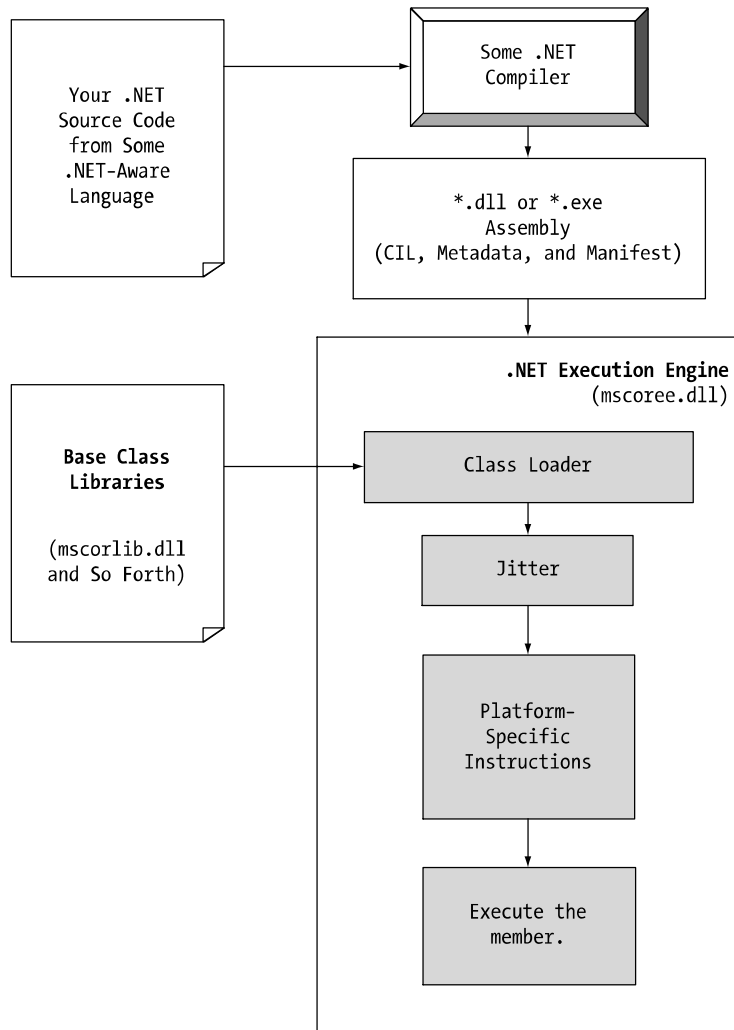 Your .NET
Source Code
from Some
.NET-Aware
Language
Some .NET
Compiler
*.dll or *.exe
Assembly
(CIL, Metadata, and Manifest)
.NET Execution Engine
(mscoree.dll)
Base Class
Libraries
(mscorlib.dll
and So Forth)
Class Loader
Jitter
Platform-
Specific
Instructions
Execute the
member.